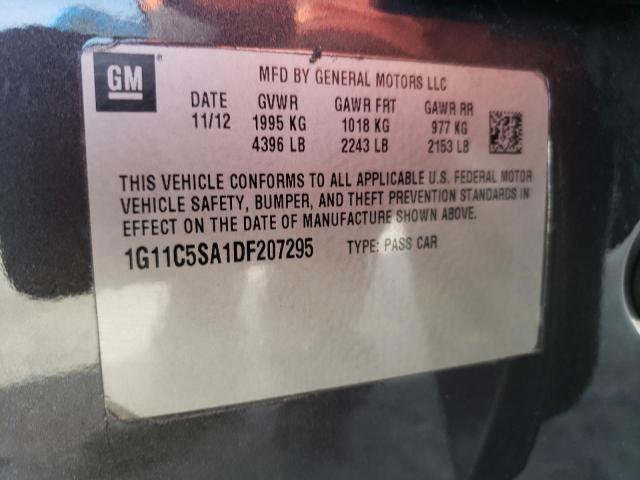 GM MFD BY GENERAL MOTORS LLC
DATE GVWR GAWR FRT GAWR RR
11/12 1995 KG 1018 KG 977 KG
4396 LB 2243 LB 2153 LB
THIS VEHICLE CONFORMS TO ALL APPLICABLE U.S. FEDERAL MOTOR
VEHICLE SAFETY, BUMPER, AND THEFT PREVENTION STANDARDS IN
EFFECT ON THE DATE OF MANUFACTURE SHOWN ABOVE.
1G11C5SA1DF207295 TYPE: PASS CAR